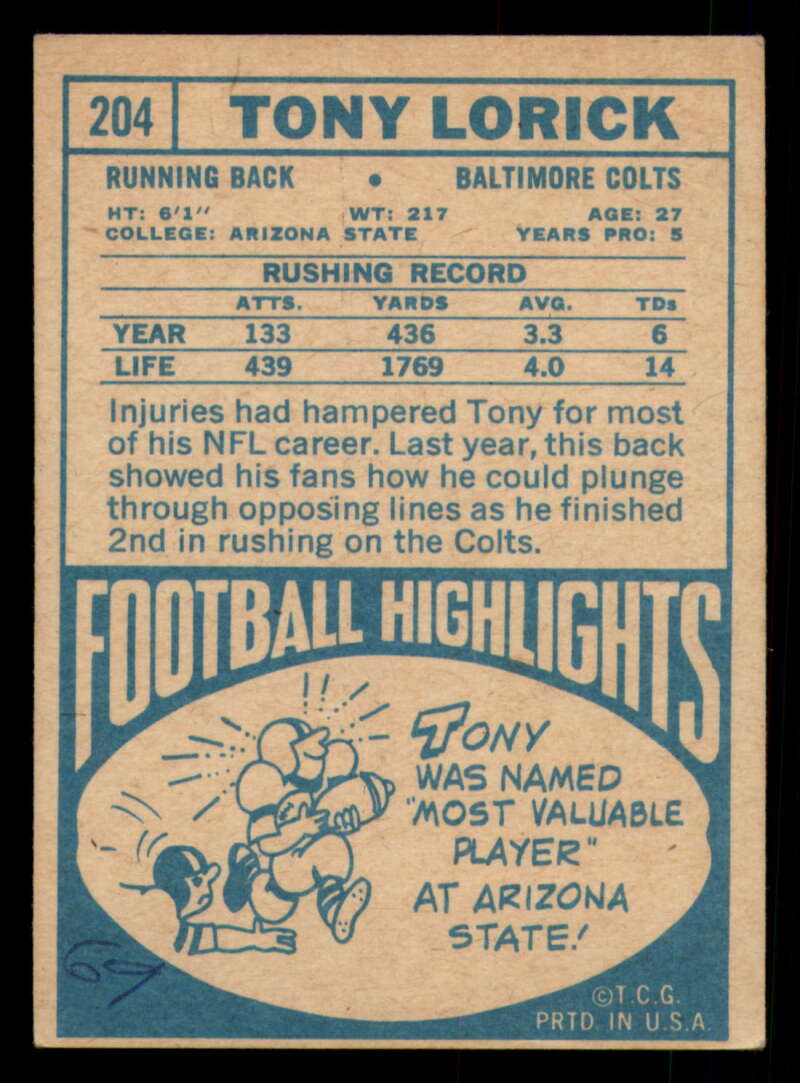 204 TONY LORICK
RUNNING BACK • BALTIMORE COLTS
HT: 6'1" WT: 217 AGE: 27
COLLEGE: ARIZONA STATE YEARS PRO: 5
RUSHING RECORD
ATTS. YARDS AVG. TDs
YEAR 133 436 3.3 6
LIFE 439 1769 4.0 14
Injuries had hampered Tony for most
of his NFL career. Last year, this back
showed his fans how he could plunge
through opposing lines as he finished
2nd in rushing on the Colts.
FOOTBALL HIGHLIGHTS
TONY
WAS NAMED
"MOST VALUABLE
PLAYER"
AT ARIZONA
STATE!
69
©T.C.G.
PRTD. IN U.S.A.